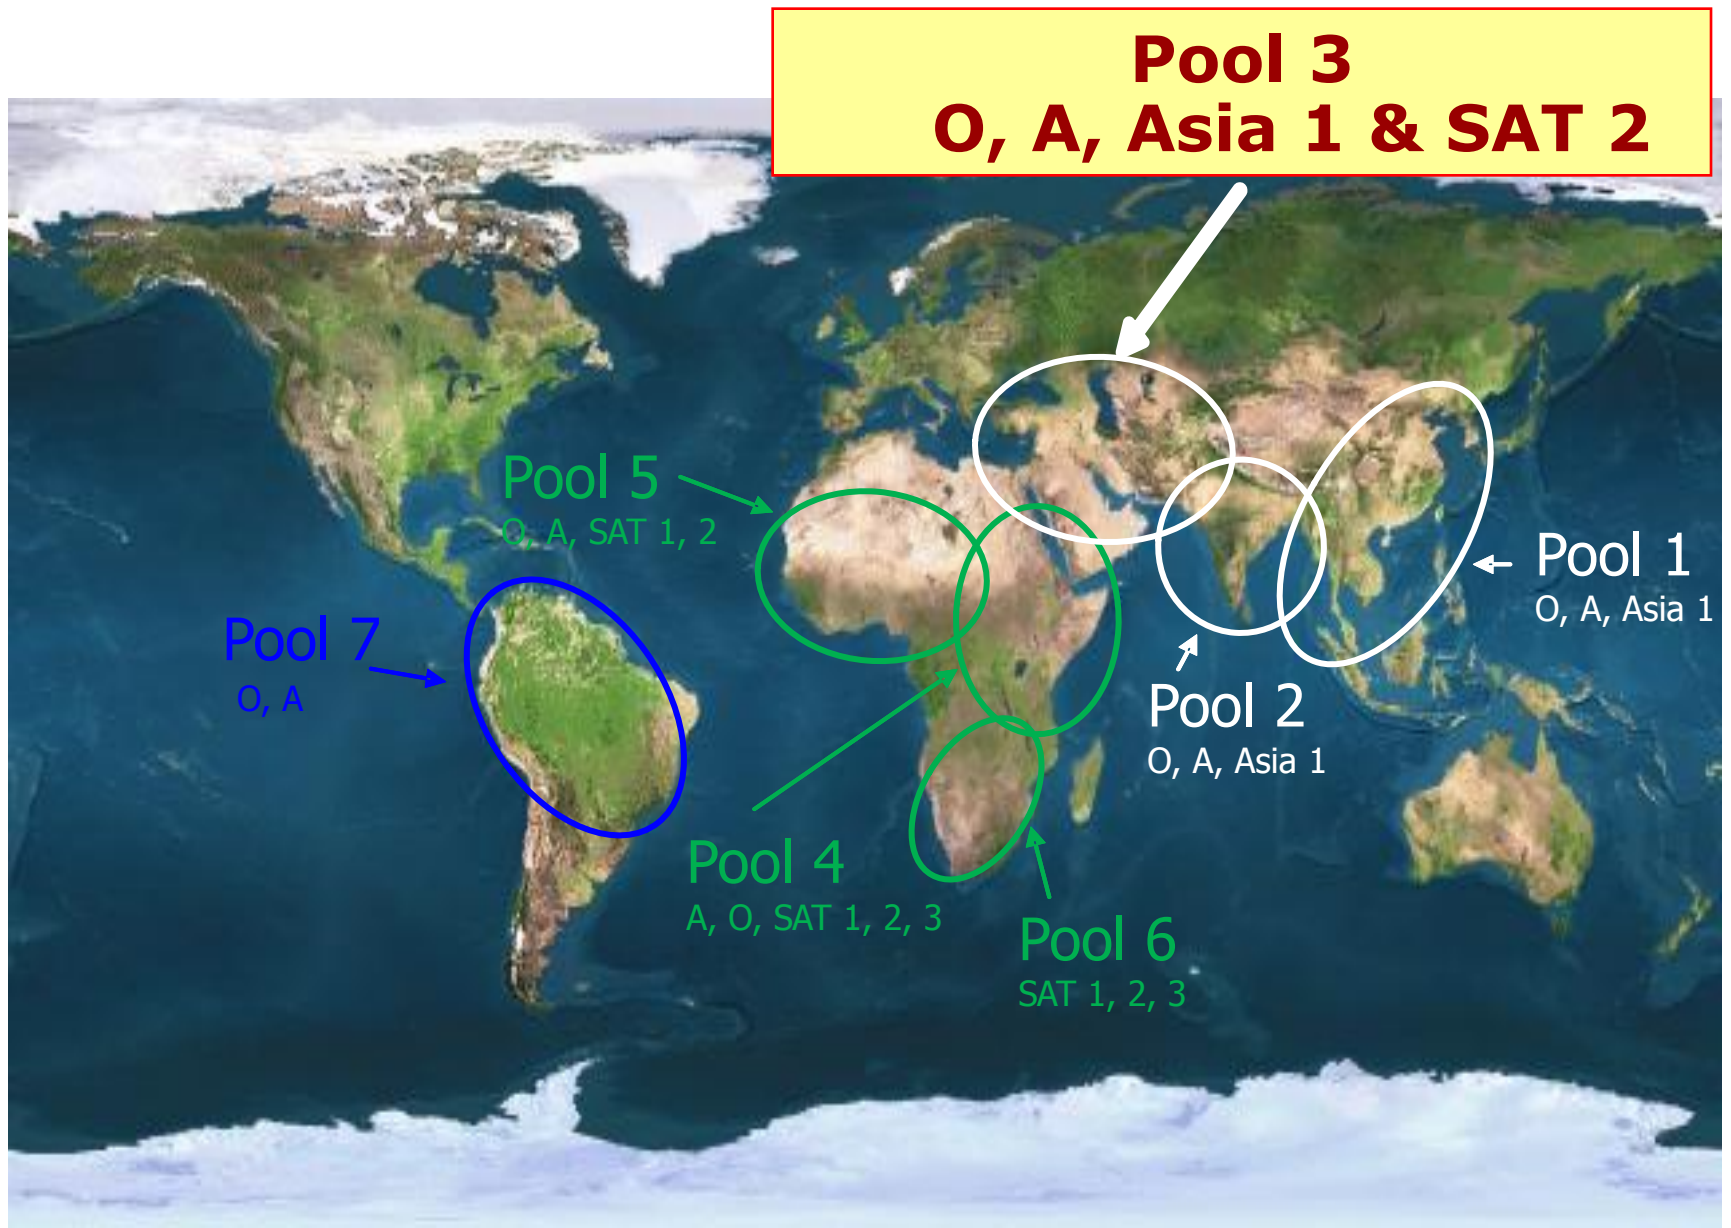 Pool 3
O, A, Asia 1 & SAT 2
Pool 5
O, A, SAT 1, 2
Pool 1
O, A, Asia 1
Pool 7
O, A
Pool 2
O, A, Asia 1
Pool 4
A, O, SAT 1, 2, 3
Pool 6
SAT 1, 2, 3